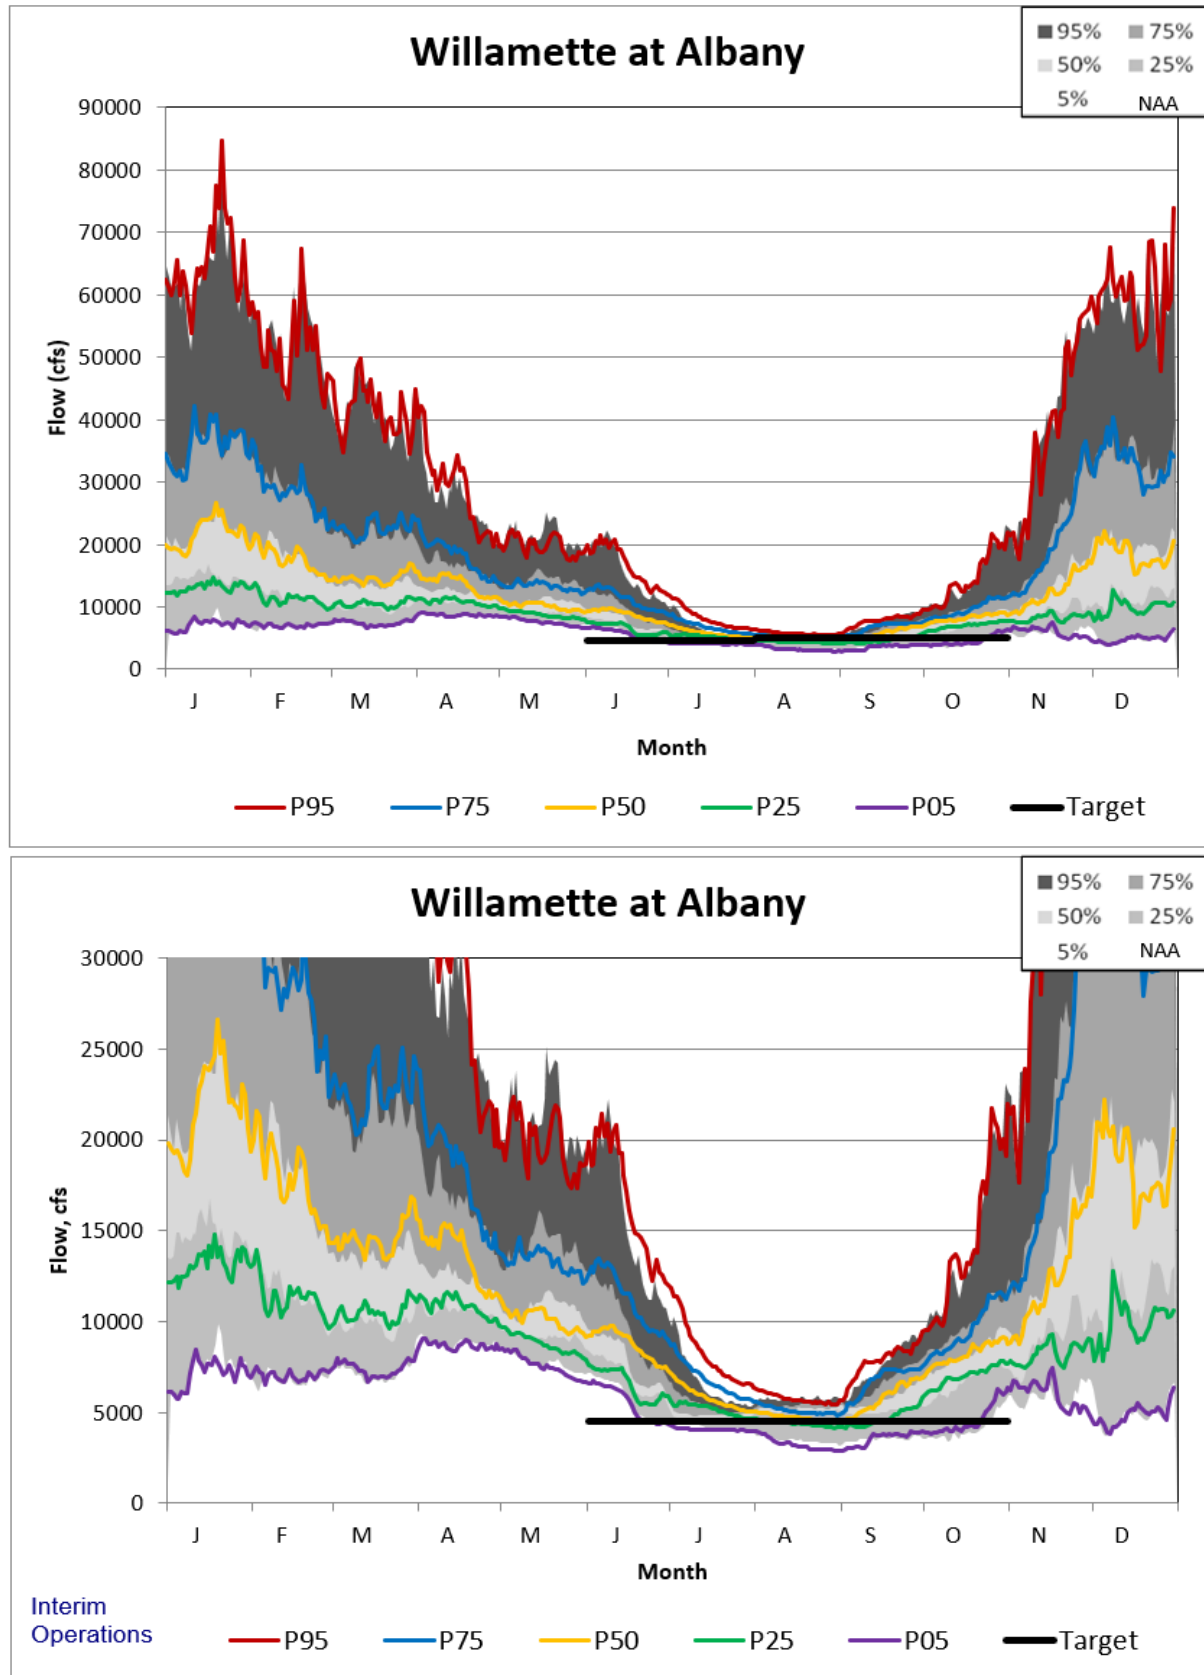 Willamette at Albany
95% 75%
50% 25%
5% NAA
90000
80000
70000
60000
50000
40000
30000
20000
10000
0
Flow (cfs)
J F M A M J J A S O N D
Month
P95 P75 P50 P25 P05 Target
Willamette at Albany
95% 75%
50% 25%
5% NAA
30000
25000
20000
15000
10000
5000
0
Flow, cfs
J F M A M J J A S O N D
Month
Interim
Operations
P95 P75 P50 P25 P05 Target